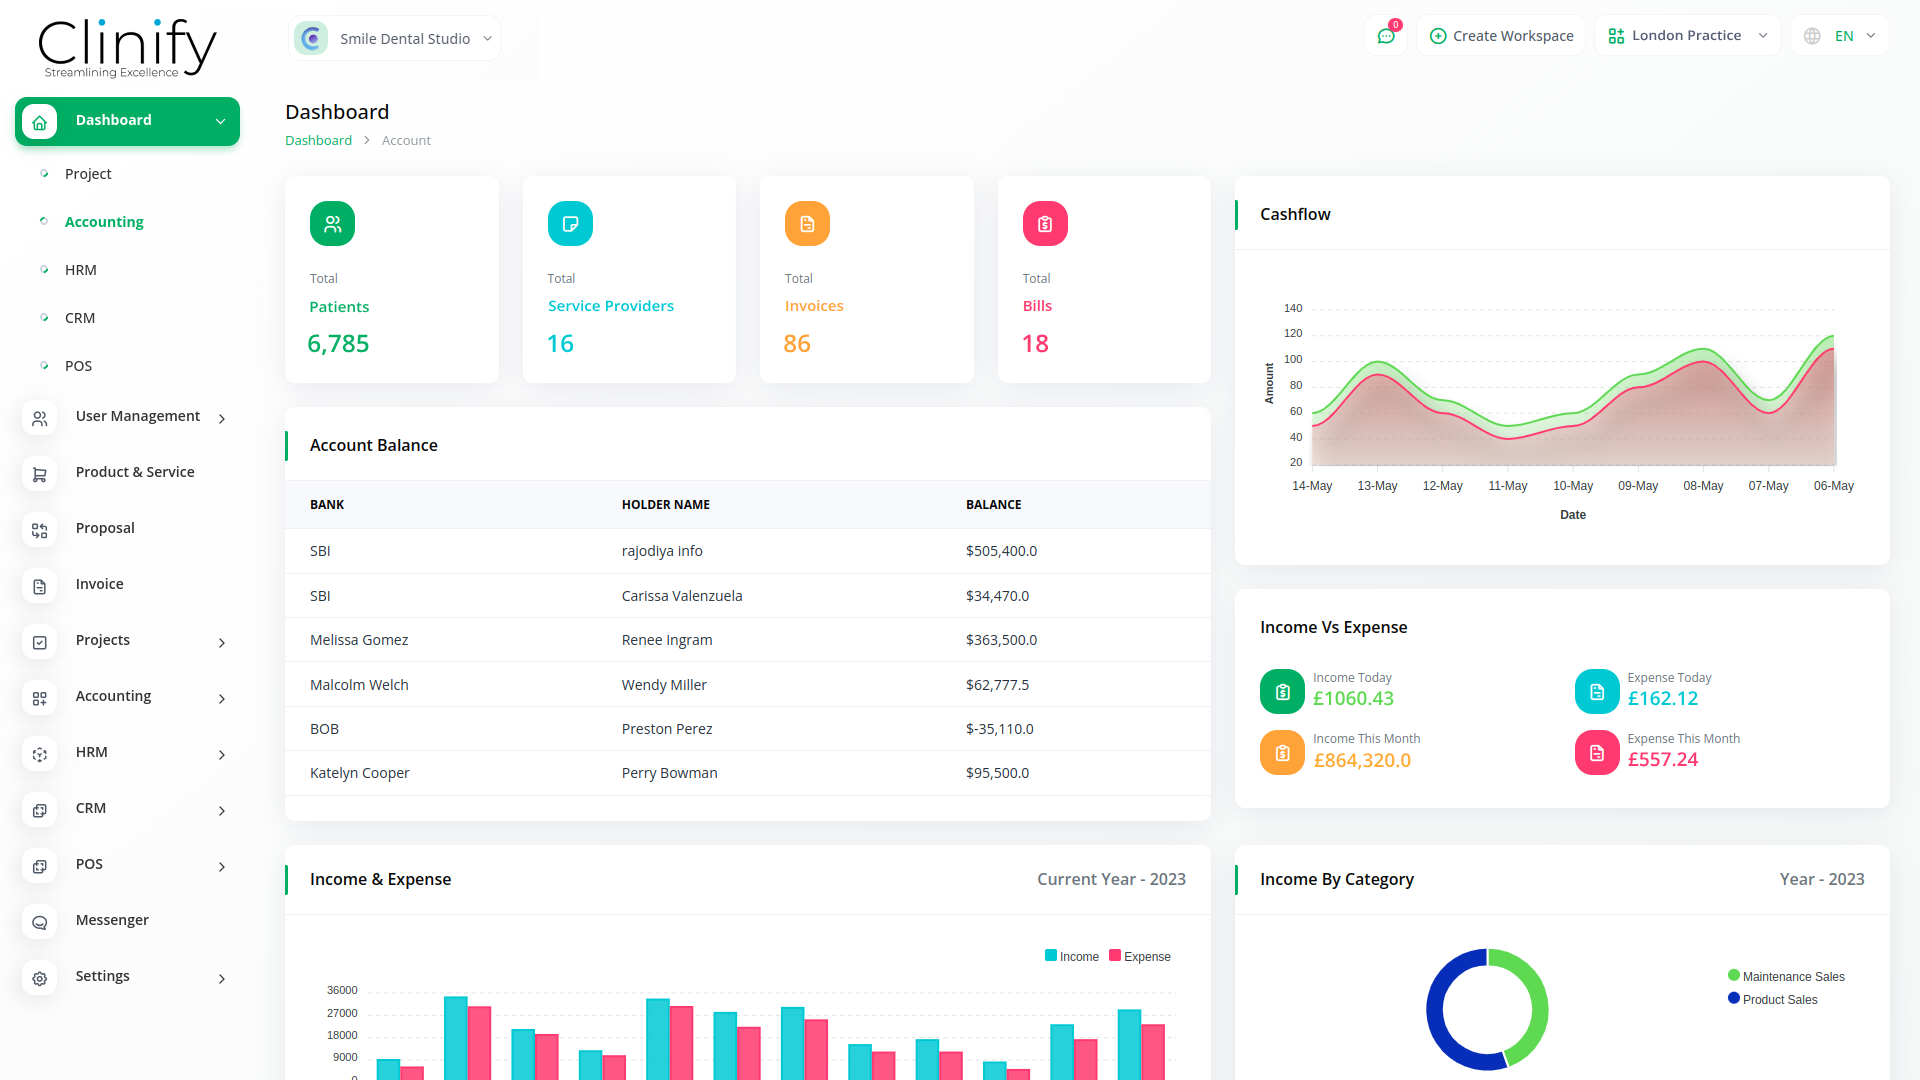 Clinify
Streamlining Excellence
Smile Dental Studio
0
Create Workspace
London Practice
EN
Dashboard
Project
Accounting
HRM
CRM
POS
User Management
Product & Service
Proposal
Invoice
Projects
Accounting
HRM
CRM
POS
Messenger
Settings
Dashboard
Dashboard > Account
Total
Patients
6,785
Total
Service Providers
16
Total
Invoices
86
Total
Bills
18
Account Balance
BANK HOLDER NAME BALANCE
SBI rajodiya info $505,400.0
SBI Carissa Valenzuela $34,470.0
Melissa Gomez Renee Ingram $363,500.0
Malcolm Welch Wendy Miller $62,777.5
BOB Preston Perez $-35,110.0
Katelyn Cooper Perry Bowman $95,500.0
Cashflow
Amount
140
120
100
80
60
40
20
14-May 13-May 12-May 11-May 10-May 09-May 08-May 07-May 06-May
Date
Income Vs Expense
Income Today
£1060.43
Expense Today
£162.12
Income This Month
£864,320.0
Expense This Month
£557.24
Income & Expense Current Year - 2023
Income Expense
36000
27000
18000
9000
0
Income By Category Year - 2023
Maintenance Sales
Product Sales